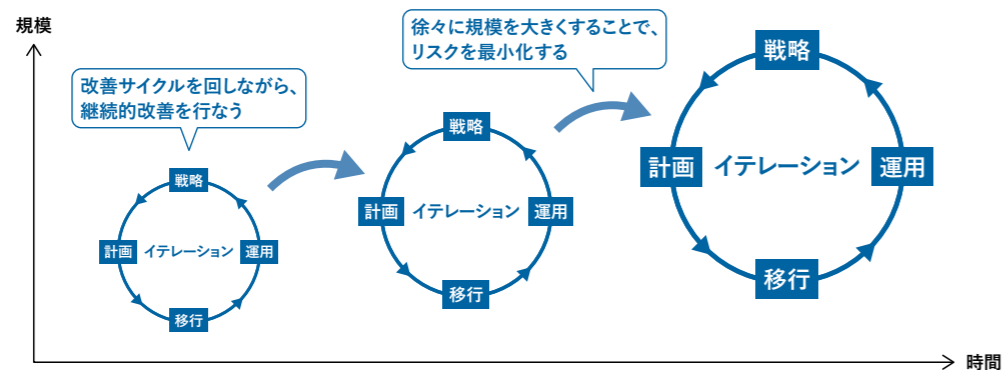 規模
改善サイクルを回しながら、
継続的改善を行なう
徐々に規模を大きくすることで、
リスクを最小化する
戦略
計画
イテレーション
運用
移行
戦略
計画
イテレーション
運用
移行
戦略
計画
イテレーション
運用
移行
時間